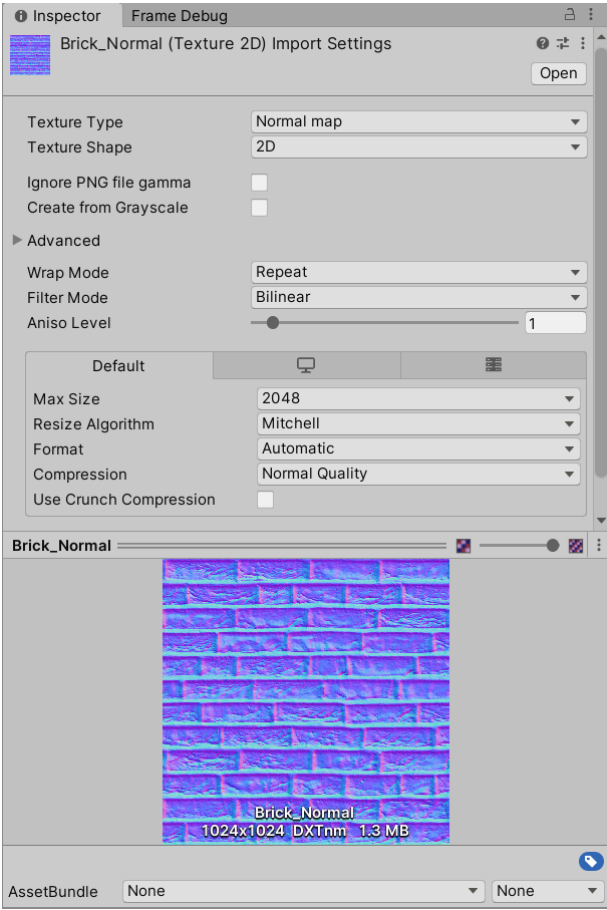 Inspector Frame Debug
Brick_Normal (Texture 2D) Import Settings
Open
Texture Type Normal map
Texture Shape 2D
Ignore PNG file gamma
Create from Grayscale
Advanced
Wrap Mode Repeat
Filter Mode Bilinear
Aniso Level 1
Default
Max Size 2048
Resize Algorithm Mitchell
Format Automatic
Compression Normal Quality
Use Crunch Compression
Brick_Normal
Brick_Normal
1024x1024 DXTnm 1.3 MB
AssetBundle None None